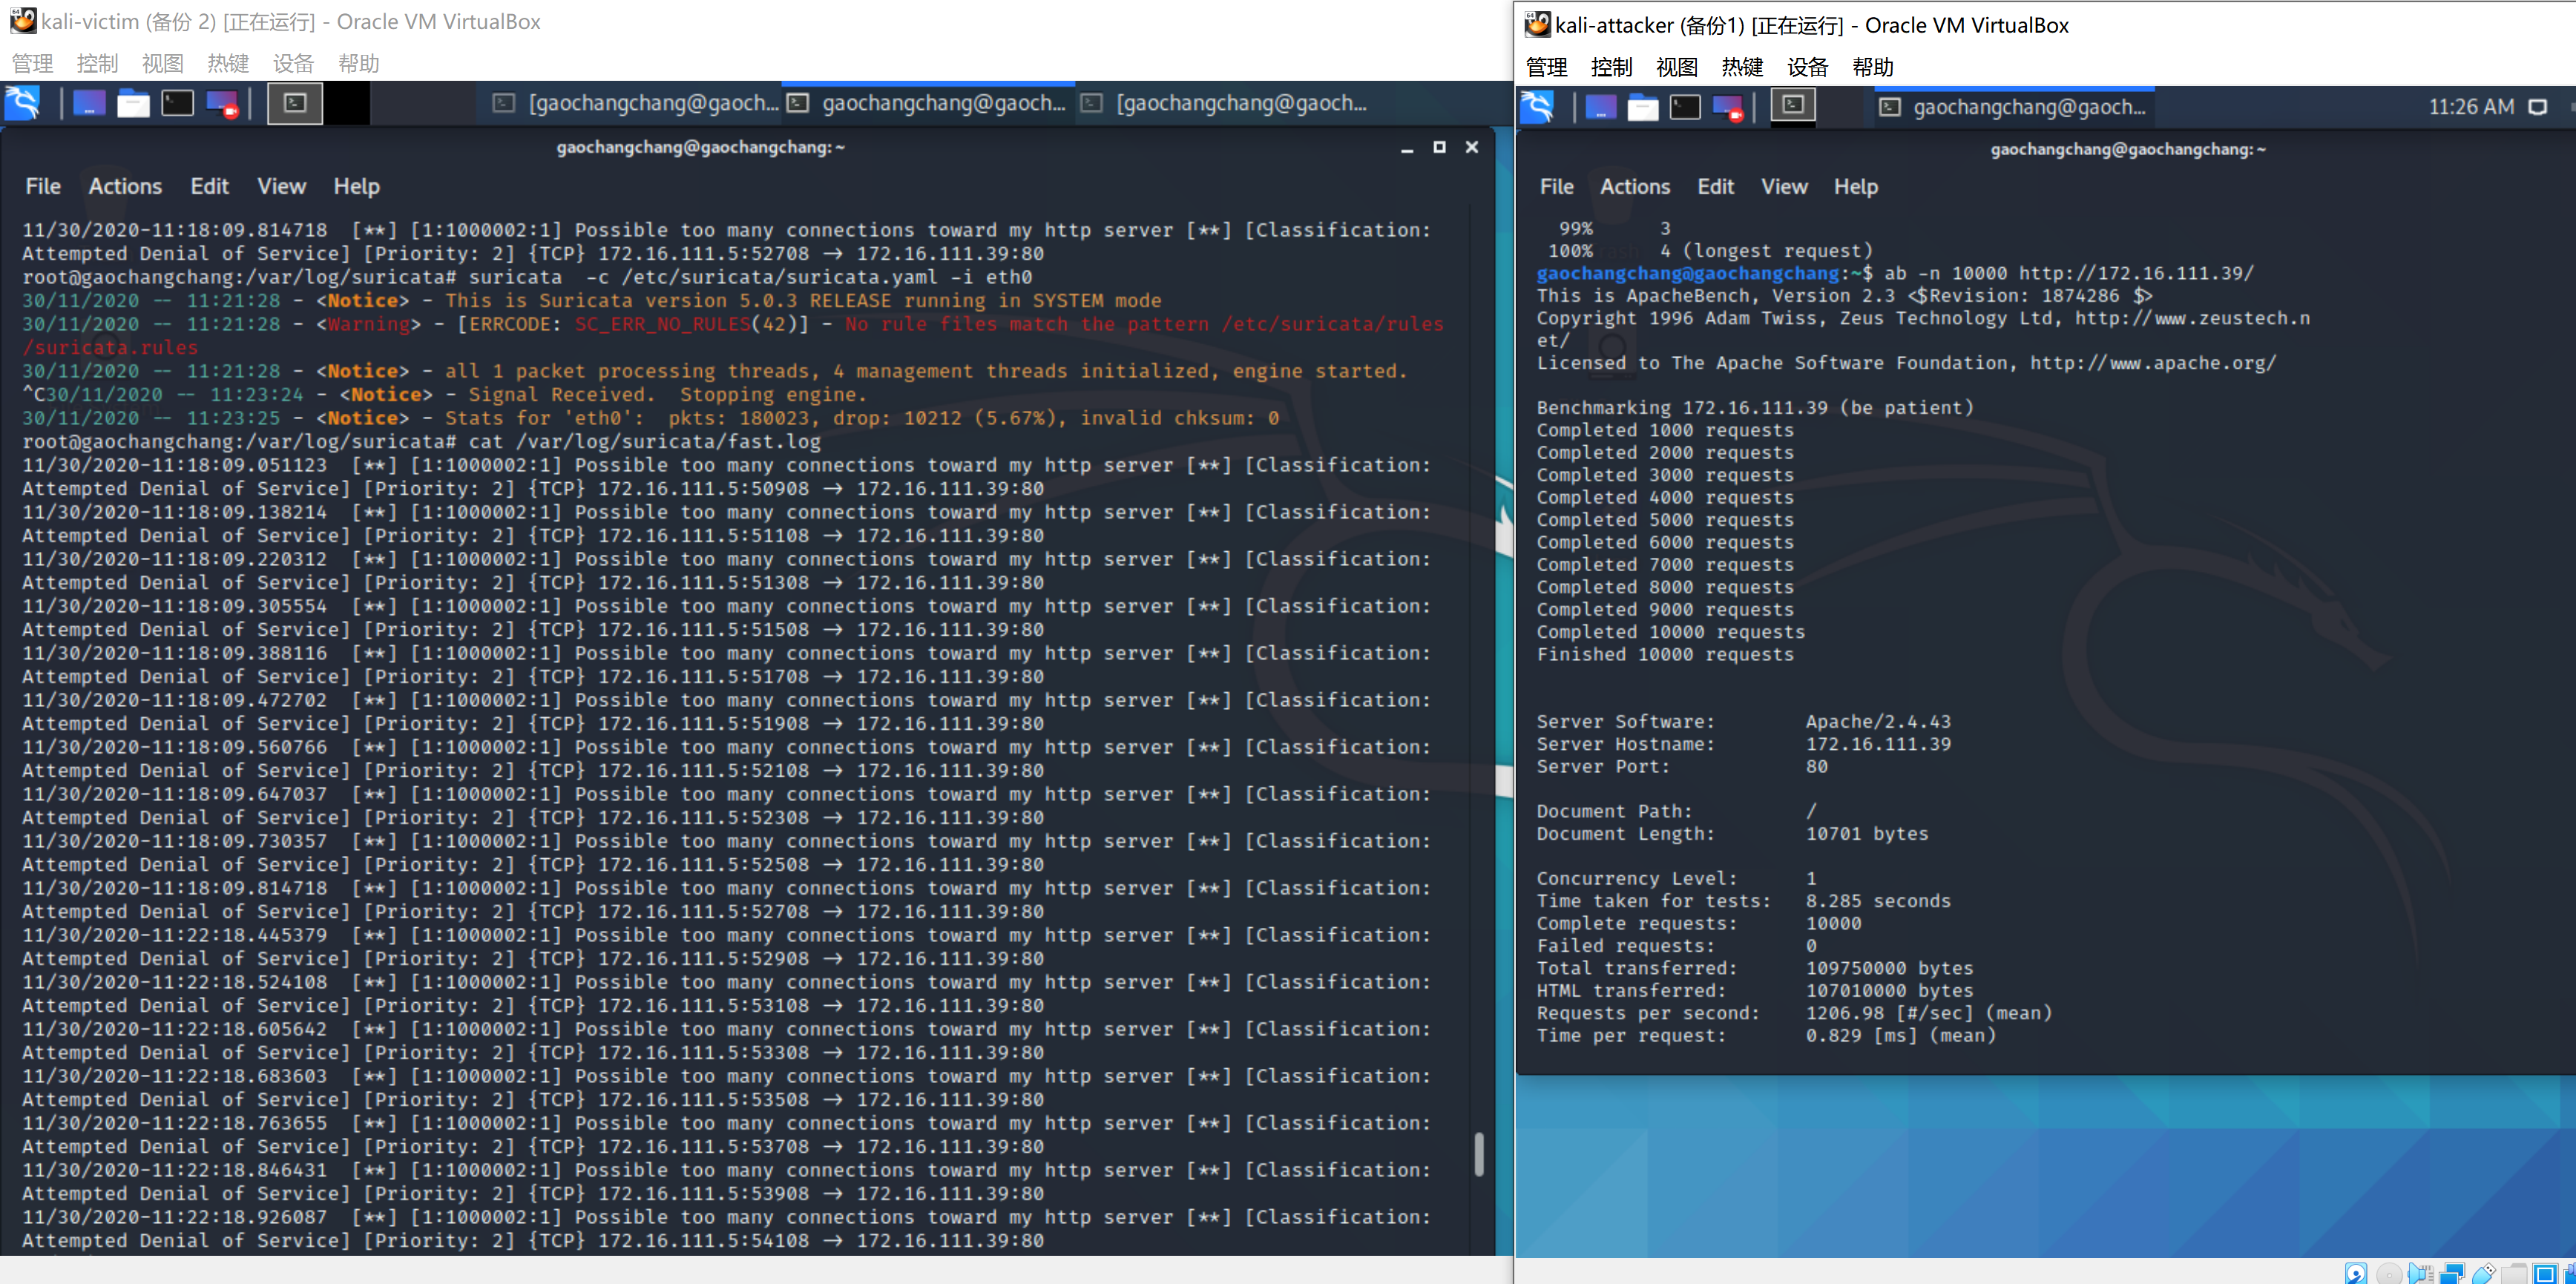 kali-victim (备份 2) [正在运行] - Oracle VM VirtualBox
管理 控制 视图 热键 设备 帮助
[gaochangchang@gaoch... gaochangchang@gaoch... [gaochangchang@gaoch...
gaochangchang@gaochangchang: ~
File Actions Edit View Help
11/30/2020-11:18:09.814718  [**] [1:1000002:1] Possible too many connections toward my http server [**] [Classification:
Attempted Denial of Service] [Priority: 2] {TCP} 172.16.111.5:52708 → 172.16.111.39:80
root@gaochangchang:/var/log/suricata# suricata  -c /etc/suricata/suricata.yaml -i eth0
30/11/2020 -- 11:21:28 - <Notice> - This is Suricata version 5.0.3 RELEASE running in SYSTEM mode
30/11/2020 -- 11:21:28 - <Warning> - [ERRCODE: SC_ERR_NO_RULES(42)] - No rule files match the pattern /etc/suricata/rules
/suricata.rules
30/11/2020 -- 11:21:28 - <Notice> - all 1 packet processing threads, 4 management threads initialized, engine started.
^C30/11/2020 -- 11:23:24 - <Notice> - Signal Received.  Stopping engine.
30/11/2020 -- 11:23:25 - <Notice> - Stats for 'eth0':  pkts: 180023, drop: 10212 (5.67%), invalid chksum: 0
root@gaochangchang:/var/log/suricata# cat /var/log/suricata/fast.log
11/30/2020-11:18:09.051123  [**] [1:1000002:1] Possible too many connections toward my http server [**] [Classification:
Attempted Denial of Service] [Priority: 2] {TCP} 172.16.111.5:50908 → 172.16.111.39:80
11/30/2020-11:18:09.138214  [**] [1:1000002:1] Possible too many connections toward my http server [**] [Classification:
Attempted Denial of Service] [Priority: 2] {TCP} 172.16.111.5:51108 → 172.16.111.39:80
11/30/2020-11:18:09.220312  [**] [1:1000002:1] Possible too many connections toward my http server [**] [Classification:
Attempted Denial of Service] [Priority: 2] {TCP} 172.16.111.5:51308 → 172.16.111.39:80
11/30/2020-11:18:09.305554  [**] [1:1000002:1] Possible too many connections toward my http server [**] [Classification:
Attempted Denial of Service] [Priority: 2] {TCP} 172.16.111.5:51508 → 172.16.111.39:80
11/30/2020-11:18:09.388116  [**] [1:1000002:1] Possible too many connections toward my http server [**] [Classification:
Attempted Denial of Service] [Priority: 2] {TCP} 172.16.111.5:51708 → 172.16.111.39:80
11/30/2020-11:18:09.472702  [**] [1:1000002:1] Possible too many connections toward my http server [**] [Classification:
Attempted Denial of Service] [Priority: 2] {TCP} 172.16.111.5:51908 → 172.16.111.39:80
11/30/2020-11:18:09.560766  [**] [1:1000002:1] Possible too many connections toward my http server [**] [Classification:
Attempted Denial of Service] [Priority: 2] {TCP} 172.16.111.5:52108 → 172.16.111.39:80
11/30/2020-11:18:09.647037  [**] [1:1000002:1] Possible too many connections toward my http server [**] [Classification:
Attempted Denial of Service] [Priority: 2] {TCP} 172.16.111.5:52308 → 172.16.111.39:80
11/30/2020-11:18:09.730357  [**] [1:1000002:1] Possible too many connections toward my http server [**] [Classification:
Attempted Denial of Service] [Priority: 2] {TCP} 172.16.111.5:52508 → 172.16.111.39:80
11/30/2020-11:18:09.814718  [**] [1:1000002:1] Possible too many connections toward my http server [**] [Classification:
Attempted Denial of Service] [Priority: 2] {TCP} 172.16.111.5:52708 → 172.16.111.39:80
11/30/2020-11:22:18.445379  [**] [1:1000002:1] Possible too many connections toward my http server [**] [Classification:
Attempted Denial of Service] [Priority: 2] {TCP} 172.16.111.5:52908 → 172.16.111.39:80
11/30/2020-11:22:18.524108  [**] [1:1000002:1] Possible too many connections toward my http server [**] [Classification:
Attempted Denial of Service] [Priority: 2] {TCP} 172.16.111.5:53108 → 172.16.111.39:80
11/30/2020-11:22:18.605642  [**] [1:1000002:1] Possible too many connections toward my http server [**] [Classification:
Attempted Denial of Service] [Priority: 2] {TCP} 172.16.111.5:53308 → 172.16.111.39:80
11/30/2020-11:22:18.683603  [**] [1:1000002:1] Possible too many connections toward my http server [**] [Classification:
Attempted Denial of Service] [Priority: 2] {TCP} 172.16.111.5:53508 → 172.16.111.39:80
11/30/2020-11:22:18.763655  [**] [1:1000002:1] Possible too many connections toward my http server [**] [Classification:
Attempted Denial of Service] [Priority: 2] {TCP} 172.16.111.5:53708 → 172.16.111.39:80
11/30/2020-11:22:18.846431  [**] [1:1000002:1] Possible too many connections toward my http server [**] [Classification:
Attempted Denial of Service] [Priority: 2] {TCP} 172.16.111.5:53908 → 172.16.111.39:80
11/30/2020-11:22:18.926087  [**] [1:1000002:1] Possible too many connections toward my http server [**] [Classification:
Attempted Denial of Service] [Priority: 2] {TCP} 172.16.111.5:54108 → 172.16.111.39:80
kali-attacker (备份1) [正在运行] - Oracle VM VirtualBox
管理 控制 视图 热键 设备 帮助
gaochangchang@gaoch... 11:26 AM
gaochangchang@gaochangchang: ~
File Actions Edit View Help
99%      3
100%      4 (longest request)
gaochangchang@gaochangchang:~$ ab -n 10000 http://172.16.111.39/
This is ApacheBench, Version 2.3 <$Revision: 1874286 $>
Copyright 1996 Adam Twiss, Zeus Technology Ltd, http://www.zeustech.n
et/
Licensed to The Apache Software Foundation, http://www.apache.org/
Benchmarking 172.16.111.39 (be patient)
Completed 1000 requests
Completed 2000 requests
Completed 3000 requests
Completed 4000 requests
Completed 5000 requests
Completed 6000 requests
Completed 7000 requests
Completed 8000 requests
Completed 9000 requests
Completed 10000 requests
Finished 10000 requests
Server Software:        Apache/2.4.43
Server Hostname:        172.16.111.39
Server Port:            80
Document Path:          /
Document Length:        10701 bytes
Concurrency Level:      1
Time taken for tests:   8.285 seconds
Complete requests:      10000
Failed requests:        0
Total transferred:      109750000 bytes
HTML transferred:       107010000 bytes
Requests per second:    1206.98 [#/sec] (mean)
Time per request:       0.829 [ms] (mean)